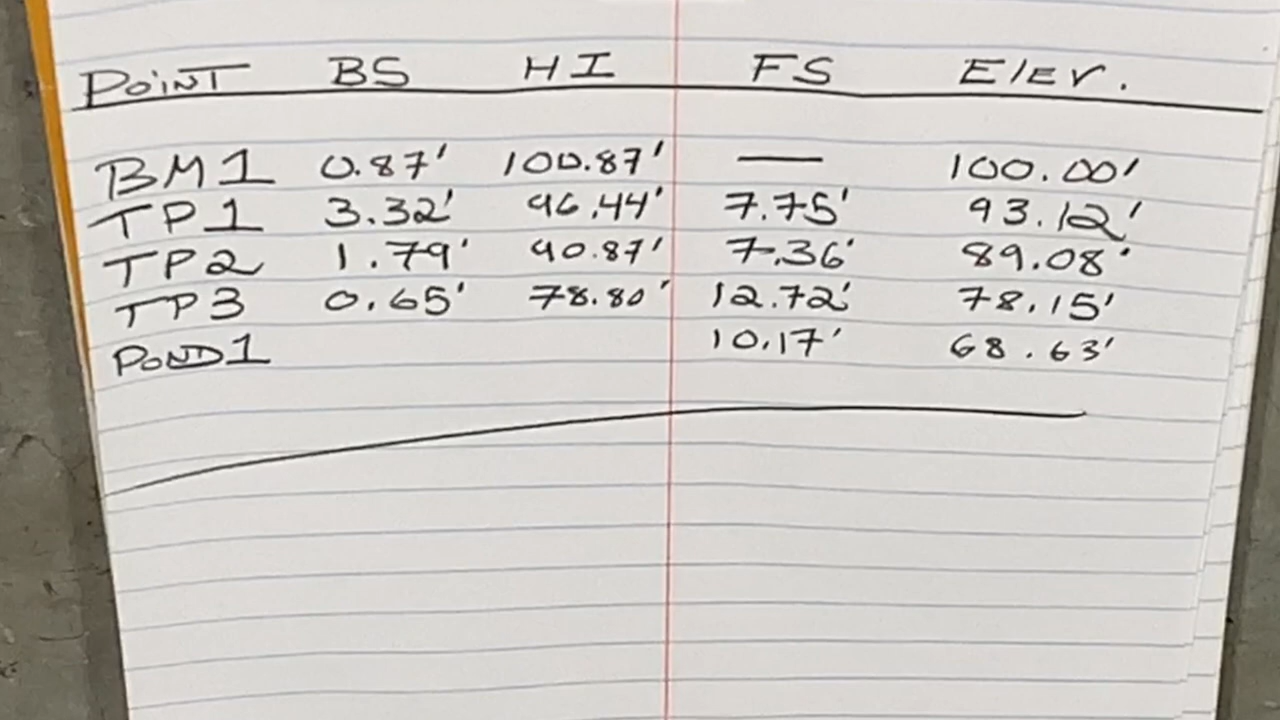 POINT BS HI FS ElEV.
BM1 0.87' 100.87' — 100.00'
TP1 3.32' 96.44' 7.75' 93.12'
TP2 1.79' 90.87' 7.36' 89.08'
TP3 0.65' 78.80' 12.72' 78.15'
POND1 10.17' 68.63'